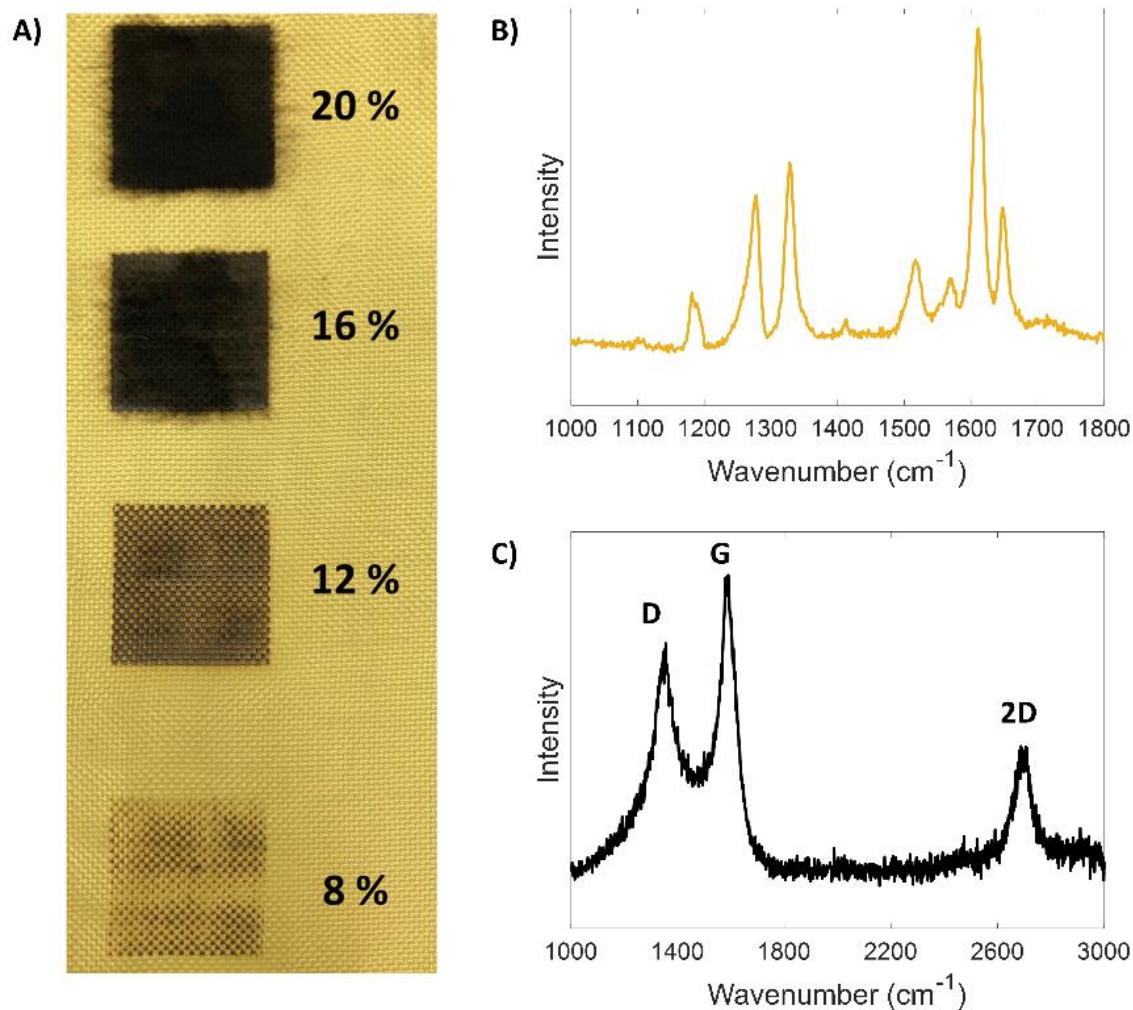 A)
20 %
16 %
12 %
8 %
B)
Intensity
1000 1100 1200 1300 1400 1500 1600 1700 1800
Wavenumber (cm⁻¹)
C)
D
G
2D
Intensity
1000 1400 1800 2200 2600 3000
Wavenumber (cm⁻¹)